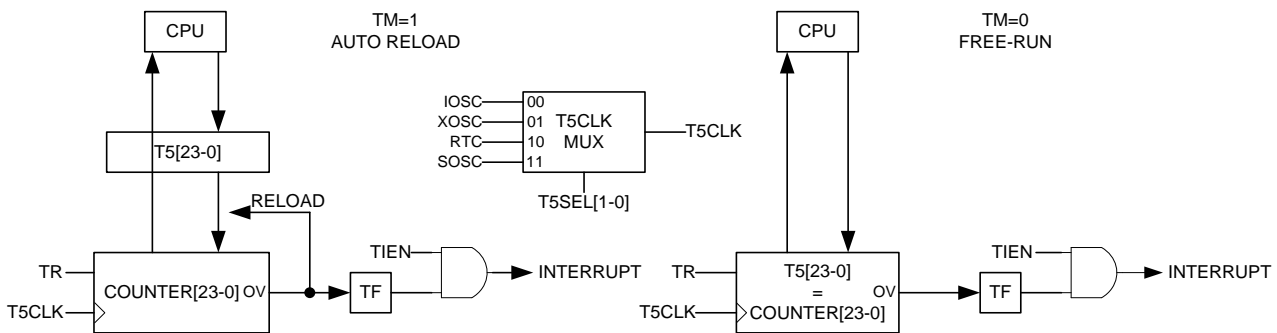 CPU
TM=1
AUTO RELOAD
T5[23-0]
RELOAD
TR
T5CLK
COUNTER[23-0]
OV
TF
TIEN
INTERRUPT
IOSC
XOSC
RTC
SOSC
00
01
10
11
T5CLK
MUX
T5CLK
T5SEL[1-0]
CPU
TM=0
FREE-RUN
TR
T5CLK
T5[23-0]
=
COUNTER[23-0]
OV
TF
TIEN
INTERRUPT